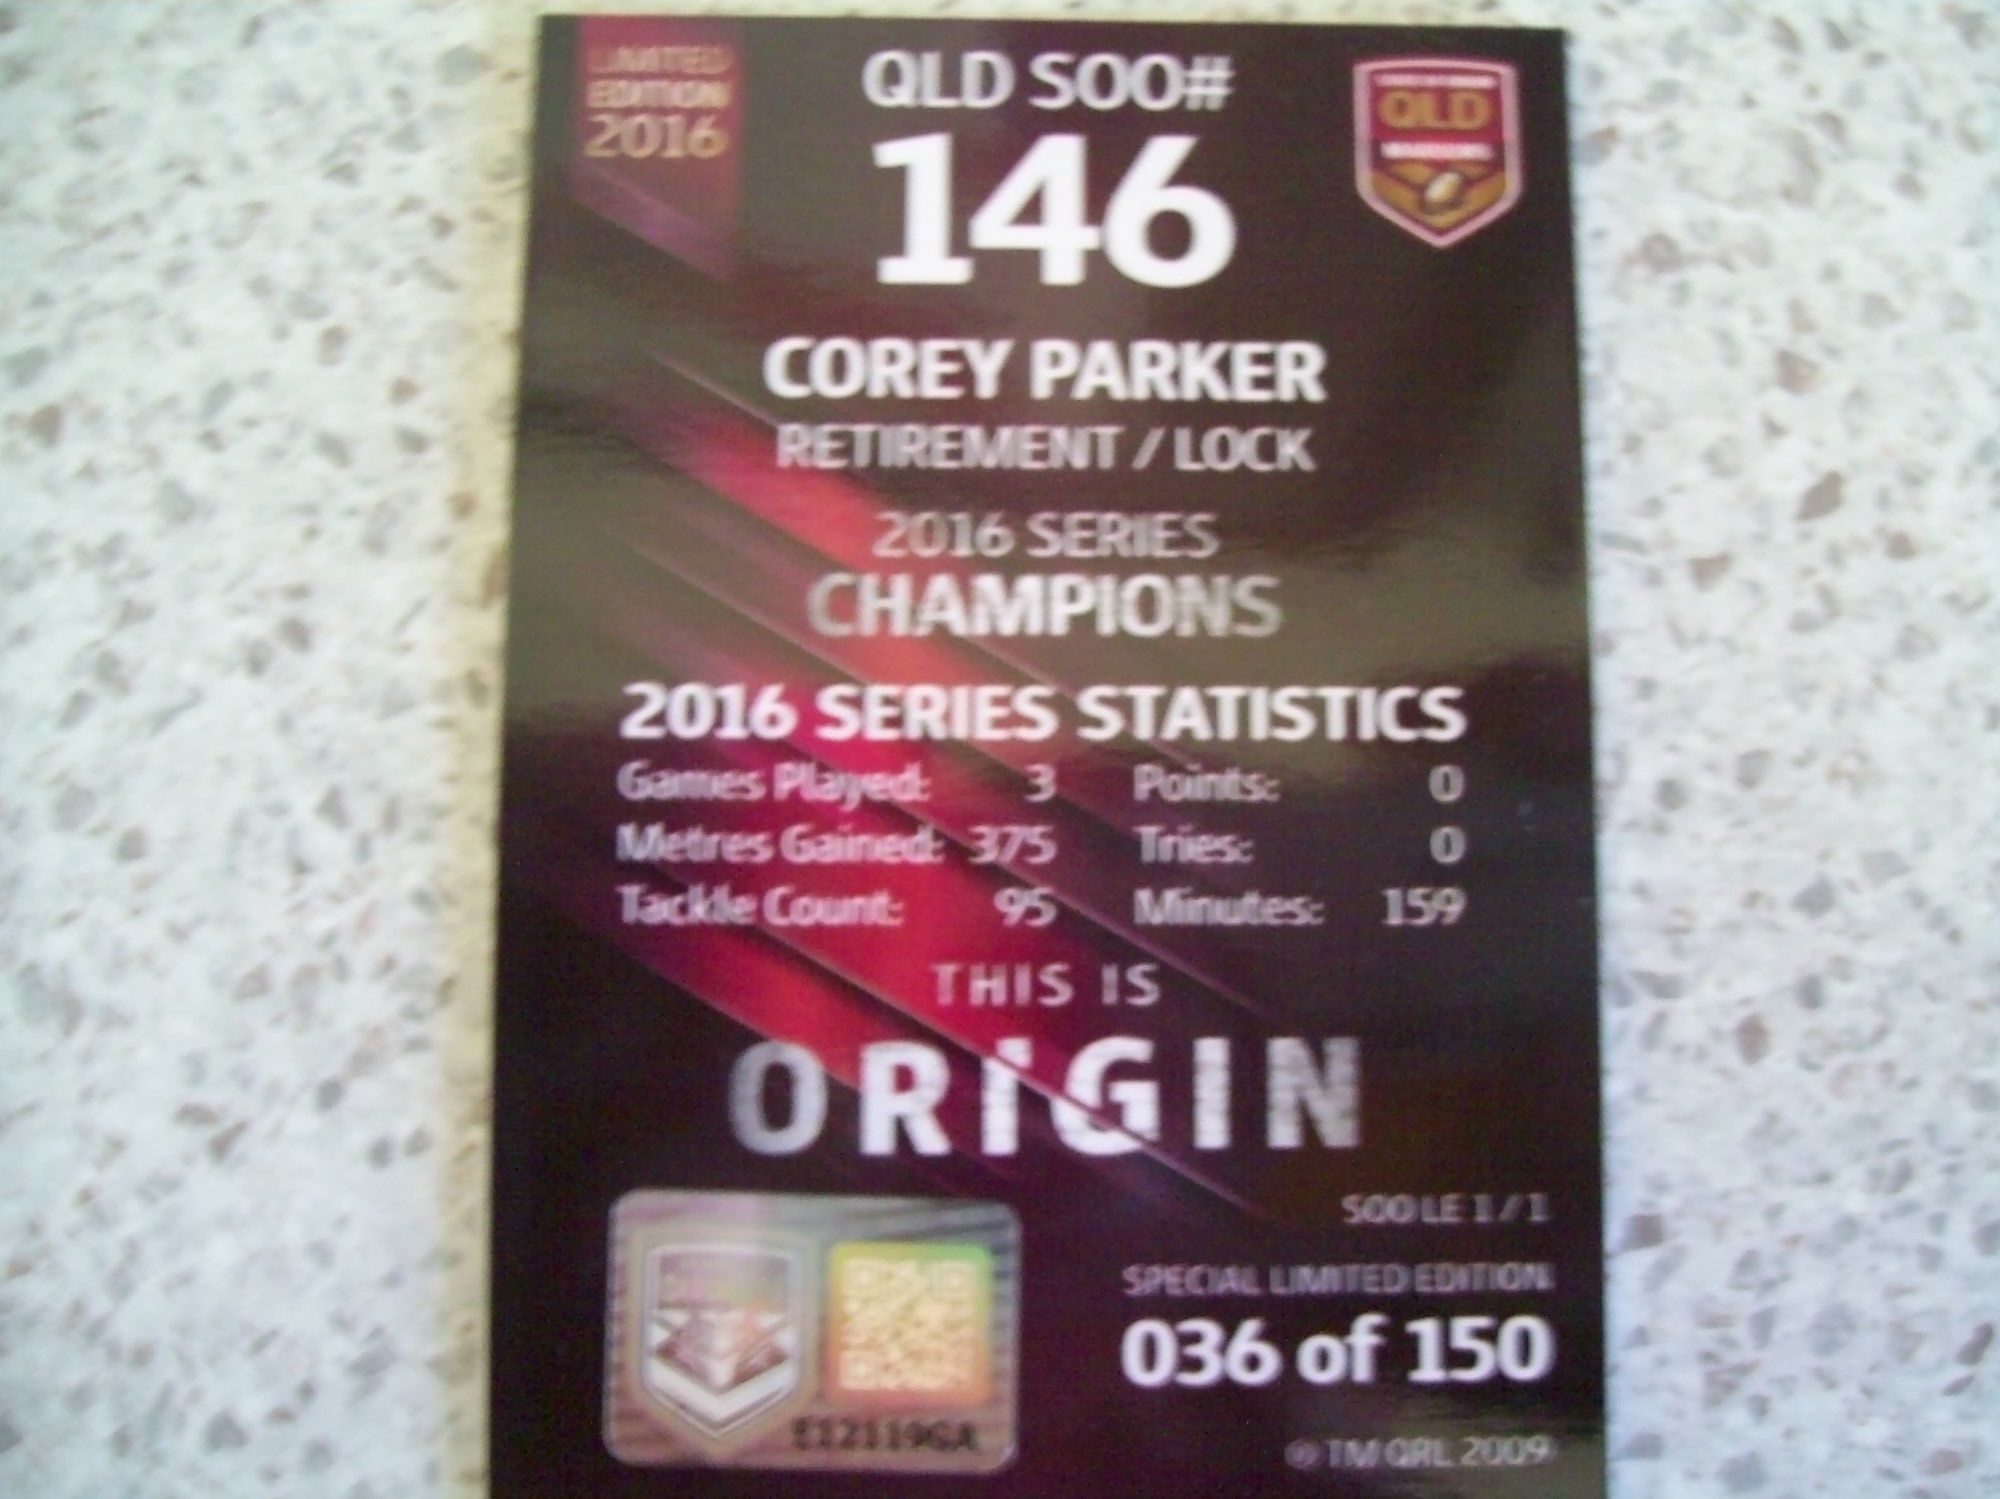 LIMITED
EDITION
2016
QLD SOO#
146
QLD
COREY PARKER
RETIREMENT / LOCK
2016 SERIES
CHAMPIONS
2016 SERIES STATISTICS
Games Played: 3 Points: 0
Metres Gained: 375 Tries: 0
Tackle Count: 95 Minutes: 159
THIS IS
ORIGIN
SOO LE 1 / 1
SPECIAL LIMITED EDITION
036 of 150
E12119GA
TM QRL 2009